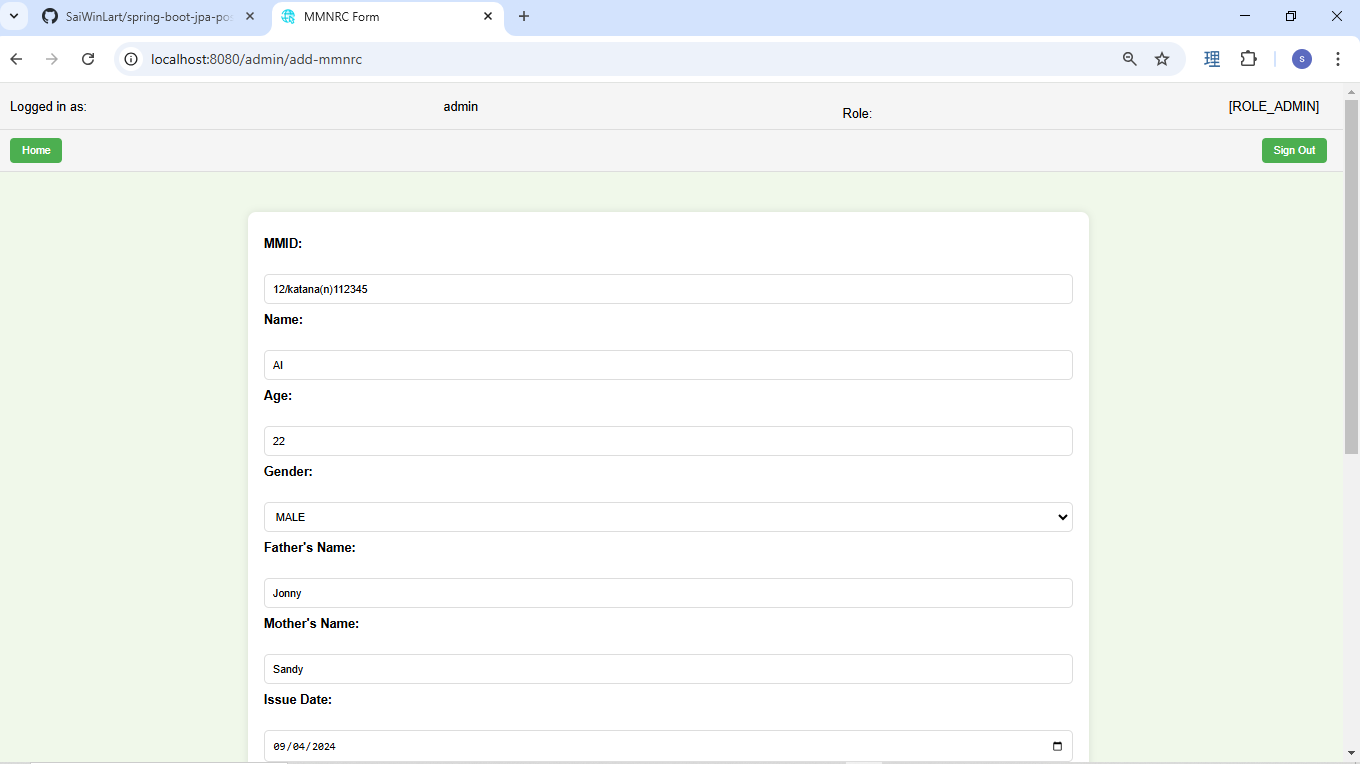 SaiWinLart/spring-boot-jpa-pos
MMNRC Form
localhost:8080/admin/add-mmnrc
理
s
Logged in as: admin Role: [ROLE_ADMIN]
Home Sign Out
MMID:
12/katana(n)112345
Name:
Al
Age:
22
Gender:
MALE
Father's Name:
Jonny
Mother's Name:
Sandy
Issue Date:
09/04/2024